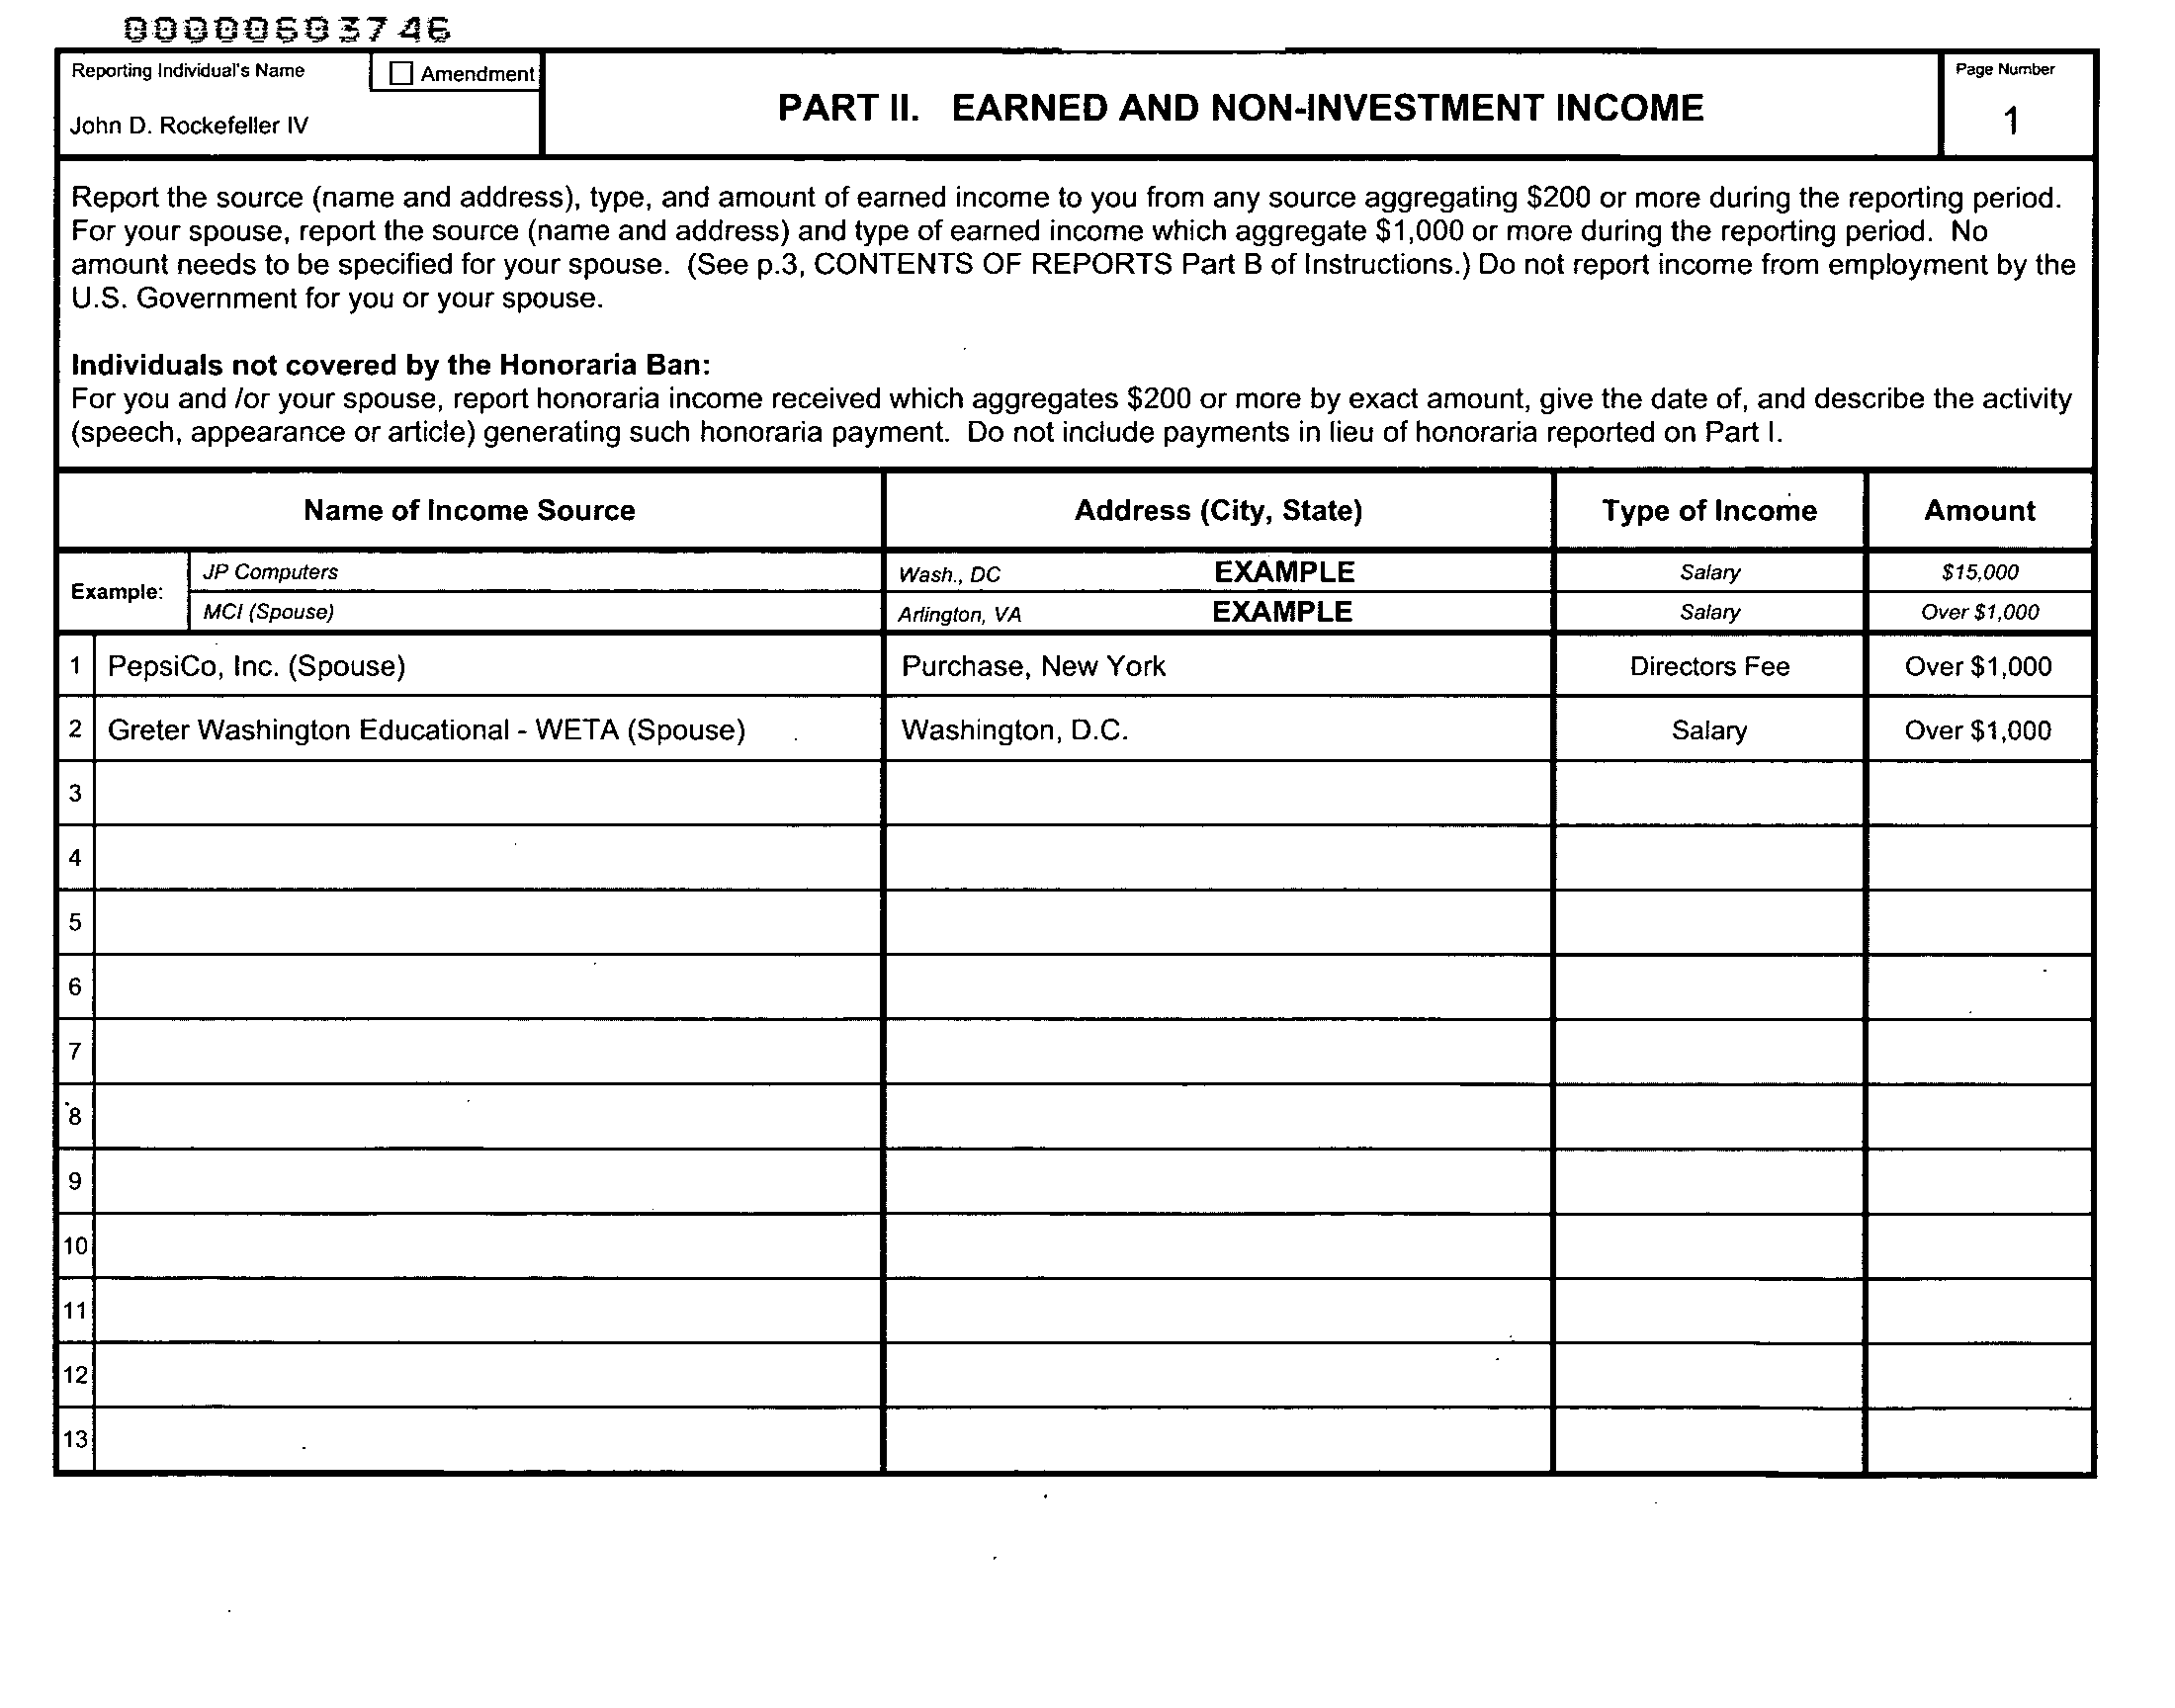 00000603746
Reporting Individual's Name
Amendment
John D. Rockefeller IV
PART II. EARNED AND NON-INVESTMENT INCOME
Page Number
1
Report the source (name and address), type, and amount of earned income to you from any source aggregating $200 or more during the reporting period.
For your spouse, report the source (name and address) and type of earned income which aggregate $1,000 or more during the reporting period. No
amount needs to be specified for your spouse. (See p.3, CONTENTS OF REPORTS Part B of Instructions.) Do not report income from employment by the
U.S. Government for you or your spouse.
Individuals not covered by the Honoraria Ban:
For you and /or your spouse, report honoraria income received which aggregates $200 or more by exact amount, give the date of, and describe the activity
(speech, appearance or article) generating such honoraria payment. Do not include payments in lieu of honoraria reported on Part I.
Name of Income Source Address (City, State) Type of Income Amount
Example:
JP Computers Wash., DC EXAMPLE Salary $15,000
MCI (Spouse) Arlington, VA EXAMPLE Salary Over $1,000
1 PepsiCo, Inc. (Spouse) Purchase, New York Directors Fee Over $1,000
2 Greter Washington Educational - WETA (Spouse) Washington, D.C. Salary Over $1,000
3
4
5
6
7
8
9
10
11
12
13